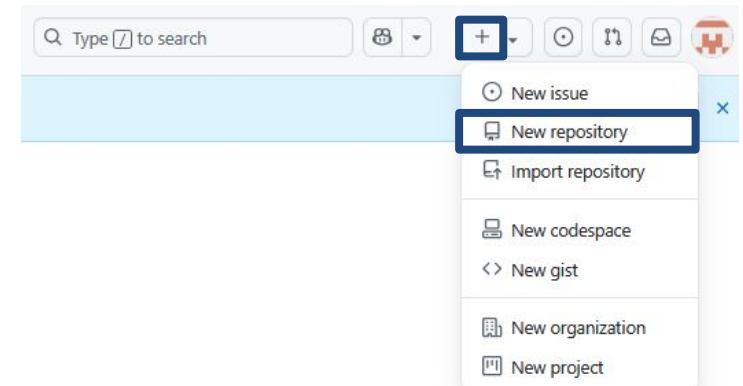 Type / to search
New issue
New repository
Import repository
New codespace
New gist
New organization
New project